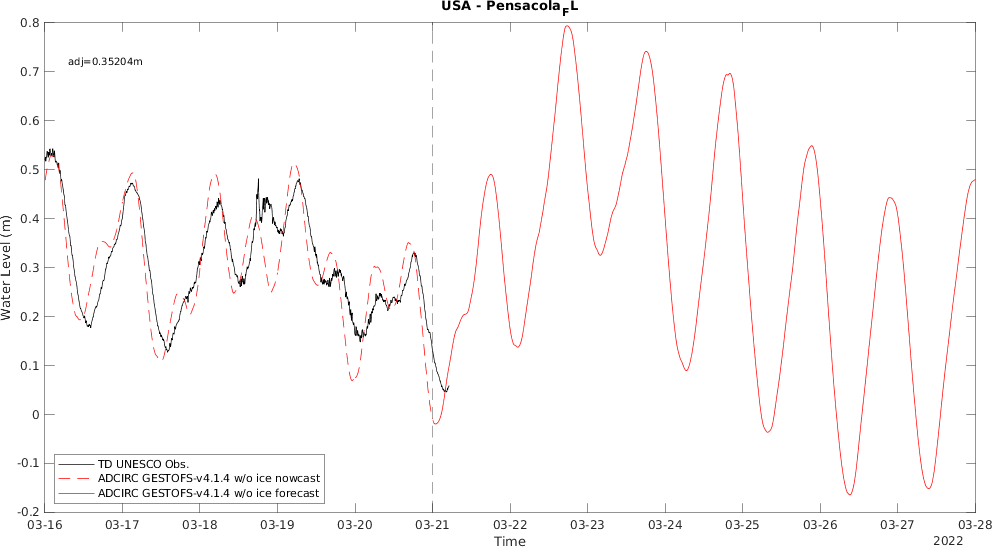 USA - Pensacola_FL
adj=0.35204m
0.8
0.7
0.6
0.5
0.4
0.3
0.2
0.1
0
-0.1
-0.2
Water Level (m)
TD UNESCO Obs.
ADCIRC GESTOFS-v4.1.4 w/o ice nowcast
ADCIRC GESTOFS-v4.1.4 w/o ice forecast
03-16 03-17 03-18 03-19 03-20 03-21 03-22 03-23 03-24 03-25 03-26 03-27 03-28
Time
2022